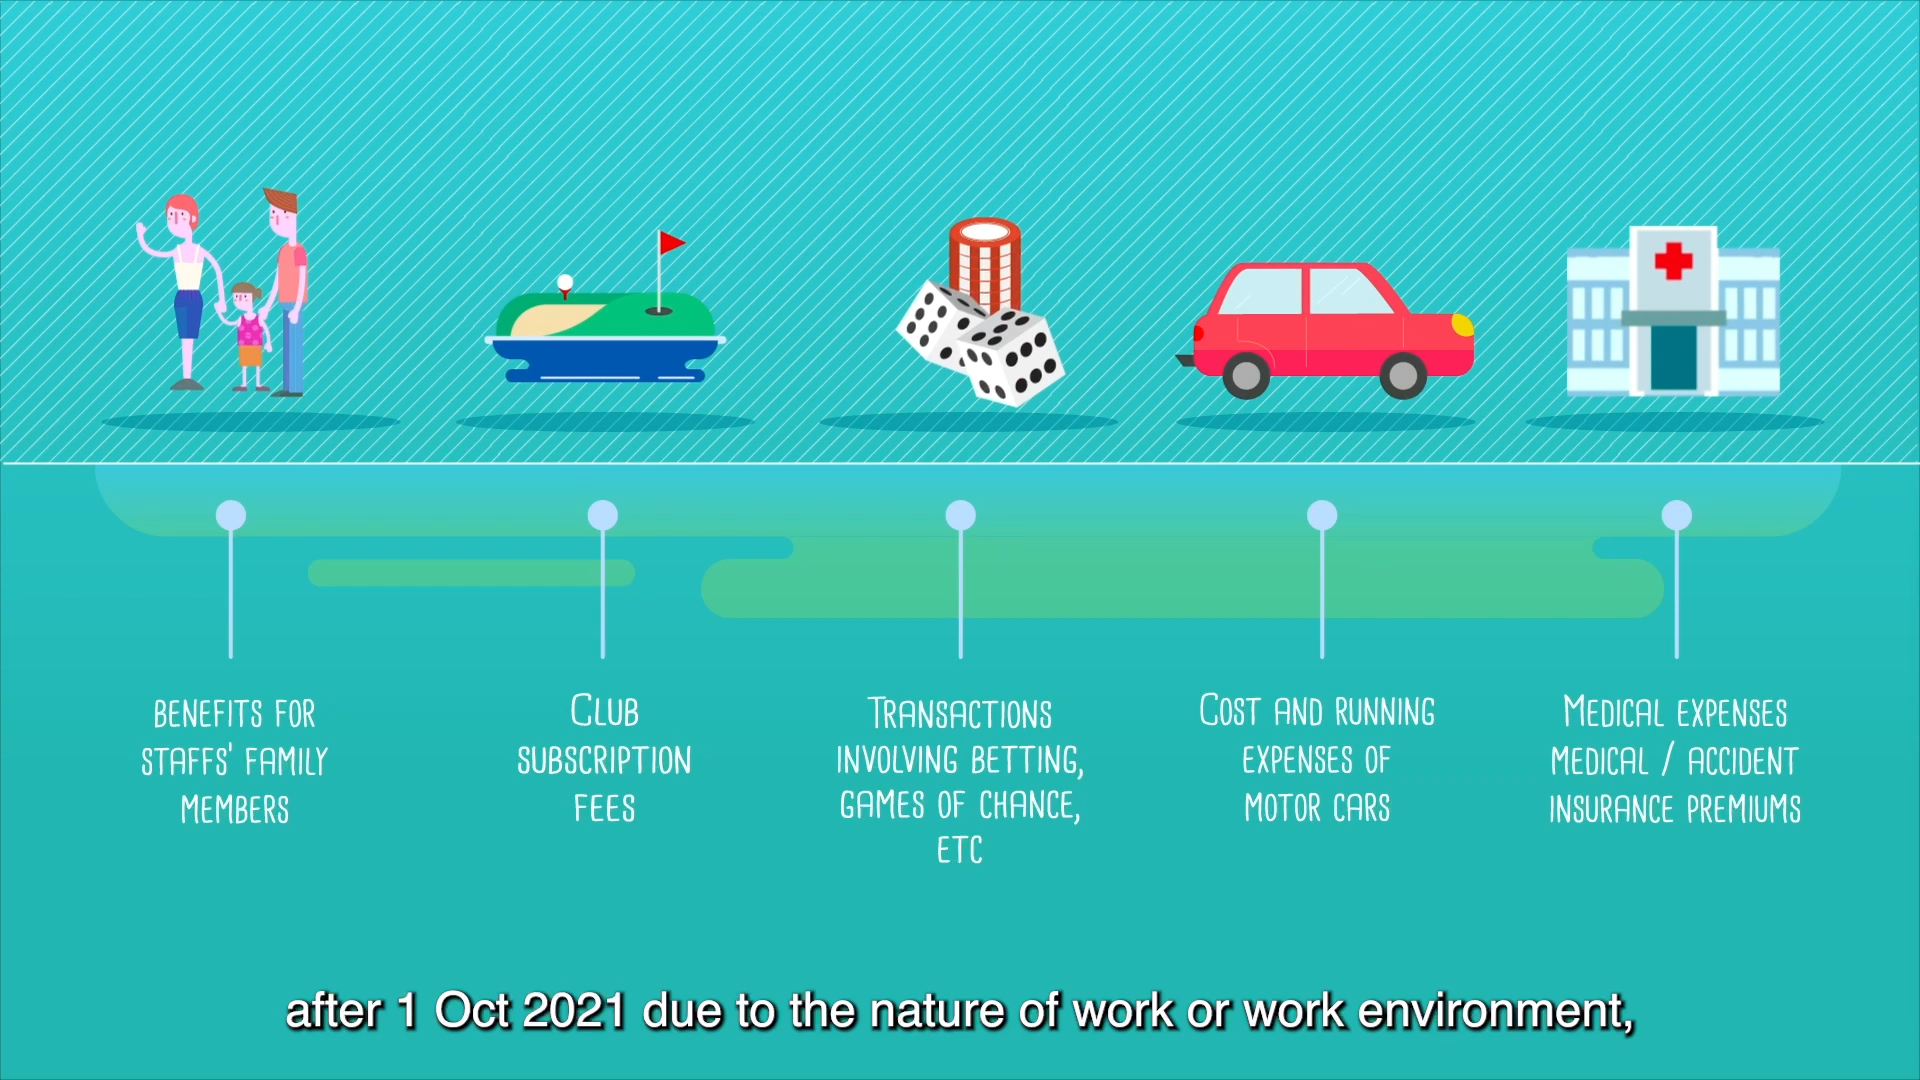 BENEFITS FOR
STAFFS' FAMILY
MEMBERS
CLUB
SUBSCRIPTION
FEES
TRANSACTIONS
INVOLVING BETTING,
GAMES OF CHANCE,
ETC
COST AND RUNNING
EXPENSES OF
MOTOR CARS
MEDICAL EXPENSES
MEDICAL / ACCIDENT
INSURANCE PREMIUMS
after 1 Oct 2021 due to the nature of work or work environment,